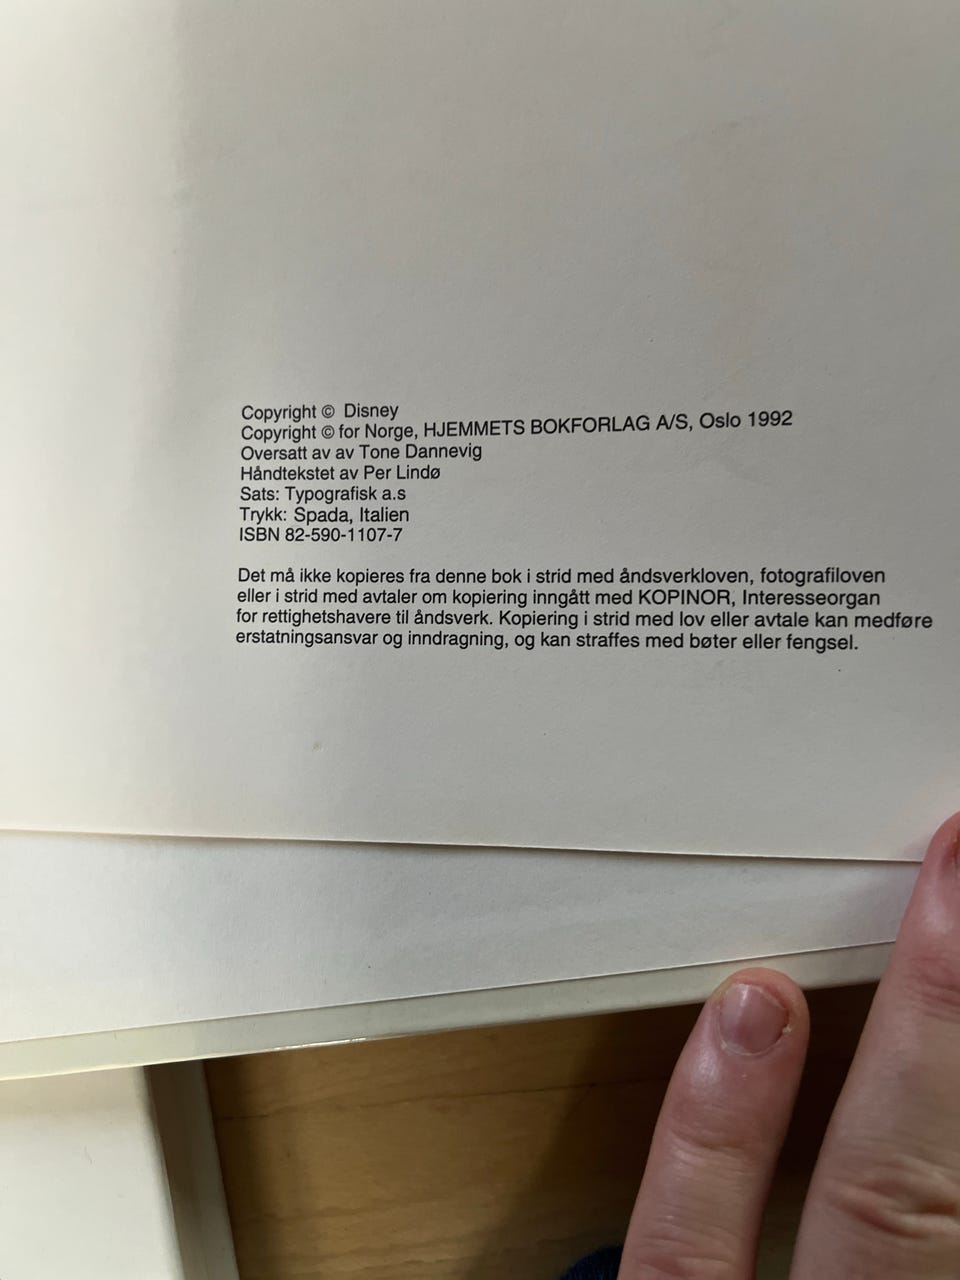 Copyright © Disney
Copyright © for Norge, HJEMMETS BOKFORLAG A/S, Oslo 1992
Oversatt av av Tone Dannevig
Håndtekstet av Per Lindø
Sats: Typografisk a.s
Trykk: Spada, Italien
ISBN 82-590-1107-7
Det må ikke kopieres fra denne bok i strid med åndsverkloven, fotografiloven
eller i strid med avtaler om kopiering inngått med KOPINOR, Interesseorgan
for rettighetshavere til åndsverk. Kopiering i strid med lov eller avtale kan medføre
erstatningsansvar og inndragning, og kan straffes med bøter eller fengsel.